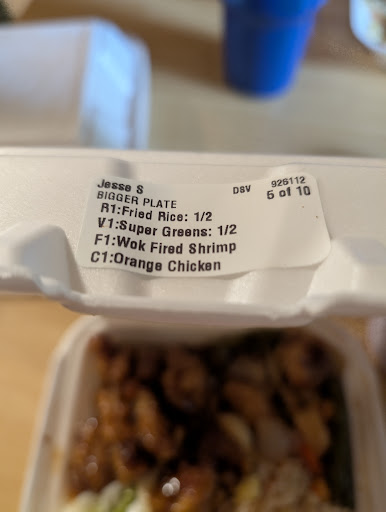 Jesse S DSV 926112
BIGGER PLATE 5 of 10
R1:Fried Rice: 1/2
V1:Super Greens: 1/2
F1:Wok Fired Shrimp
C1:Orange Chicken